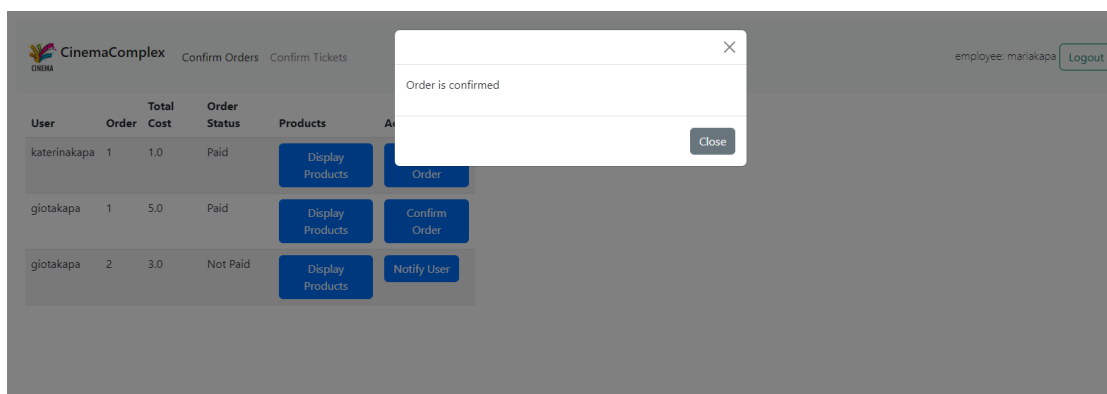 CINEMA
CinemaComplex Confirm Orders Confirm Tickets employee: mariakapa Logout
Order is confirmed
Close
User Order Total Cost Order Status Products
katerinakapa 1 1.0 Paid Display Products Order
giotakapa 1 5.0 Paid Display Products Confirm Order
giotakapa 2 3.0 Not Paid Display Products Notify User